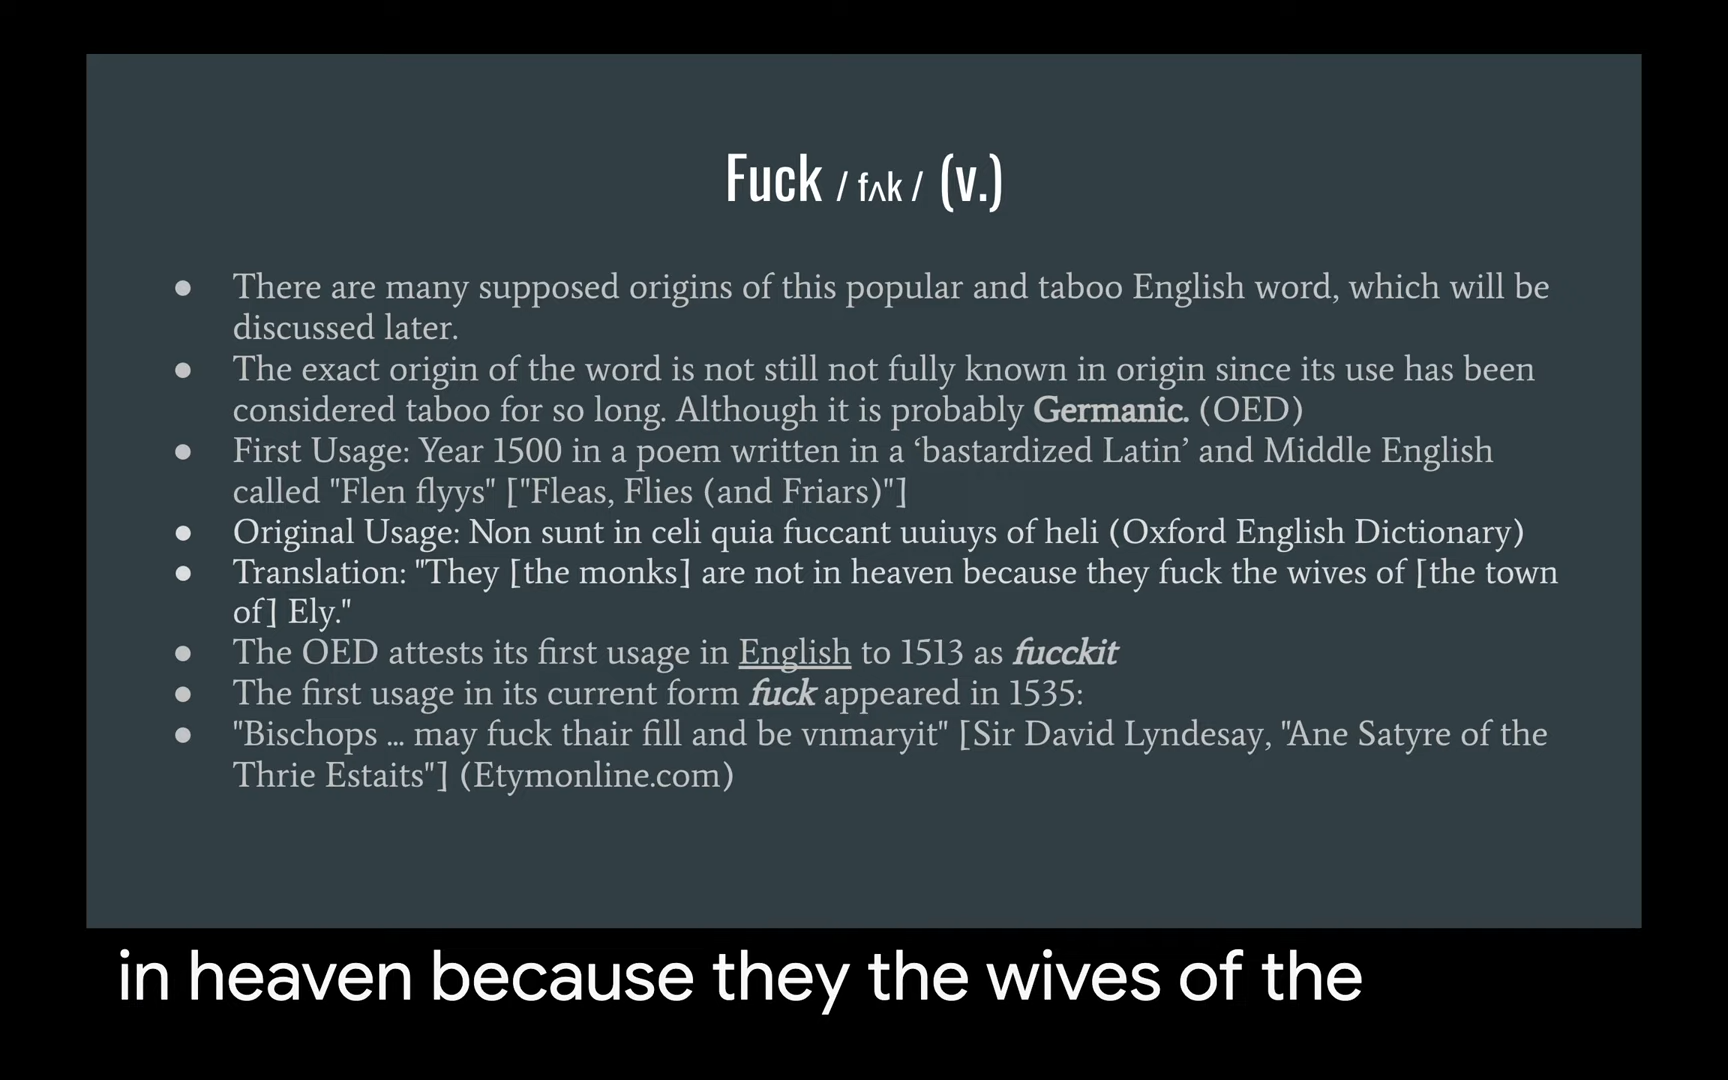 Fuck / fʌk / (v.)
● There are many supposed origins of this popular and taboo English word, which will be
discussed later.
● The exact origin of the word is not still not fully known in origin since its use has been
considered taboo for so long. Although it is probably Germanic. (OED)
● First Usage: Year 1500 in a poem written in a ‘bastardized Latin’ and Middle English
called "Flen flyys" ["Fleas, Flies (and Friars)"]
● Original Usage: Non sunt in celi quia fuccant uuiuys of heli (Oxford English Dictionary)
● Translation: "They [the monks] are not in heaven because they fuck the wives of [the town
of] Ely."
● The OED attests its first usage in English to 1513 as fucckit
● The first usage in its current form fuck appeared in 1535:
● "Bischops ... may fuck thair fill and be vnmaryit" [Sir David Lyndesay, "Ane Satyre of the
Thrie Estaits"] (Etymonline.com)
in heaven because they the wives of the